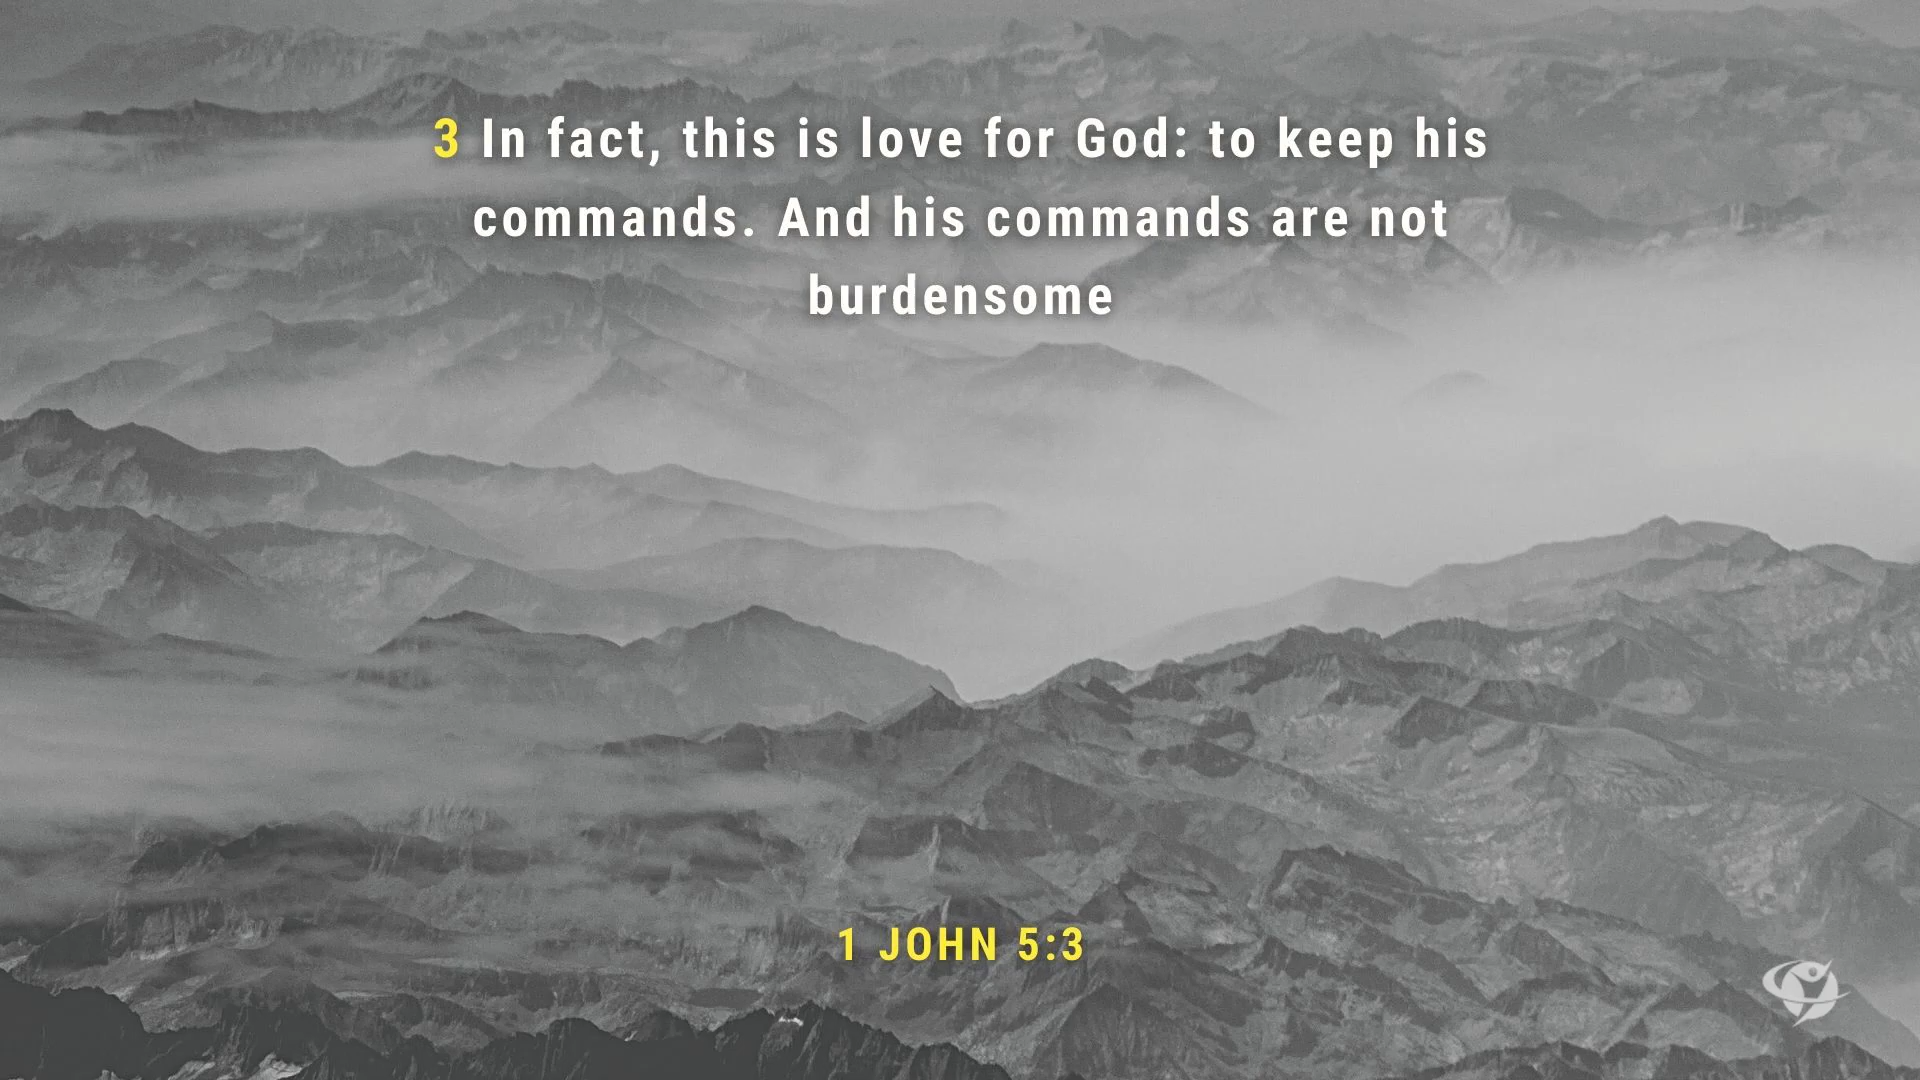 3 In fact, this is love for God: to keep his
commands. And his commands are not
burdensome
1 JOHN 5:3